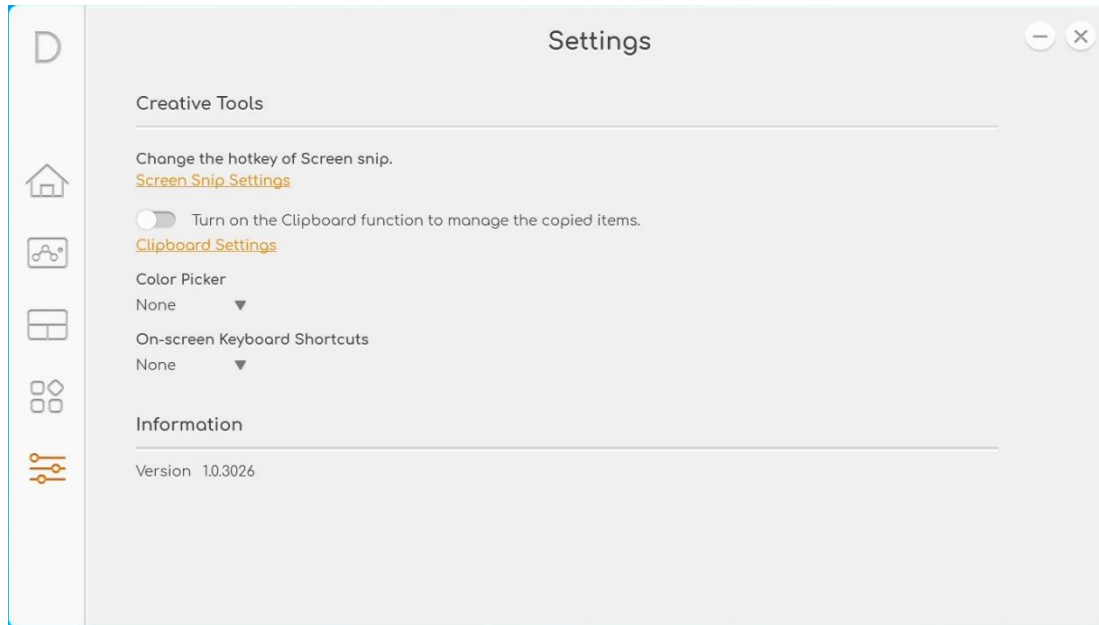 D
Settings
Creative Tools
Change the hotkey of Screen snip.
Screen Snip Settings
Turn on the Clipboard function to manage the copied items.
Clipboard Settings
Color Picker
None
On-screen Keyboard Shortcuts
None
Information
Version 1.0.3026